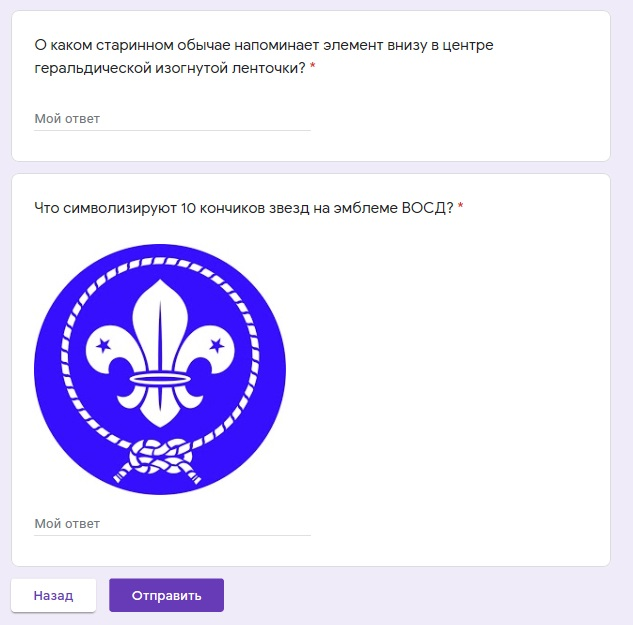 О каком старинном обычае напоминает элемент внизу в центре
геральдической изогнутой ленточки? *
Мой ответ
Что символизируют 10 кончиков звезд на эмблеме ВОСД? *
Мой ответ
Назад
Отправить